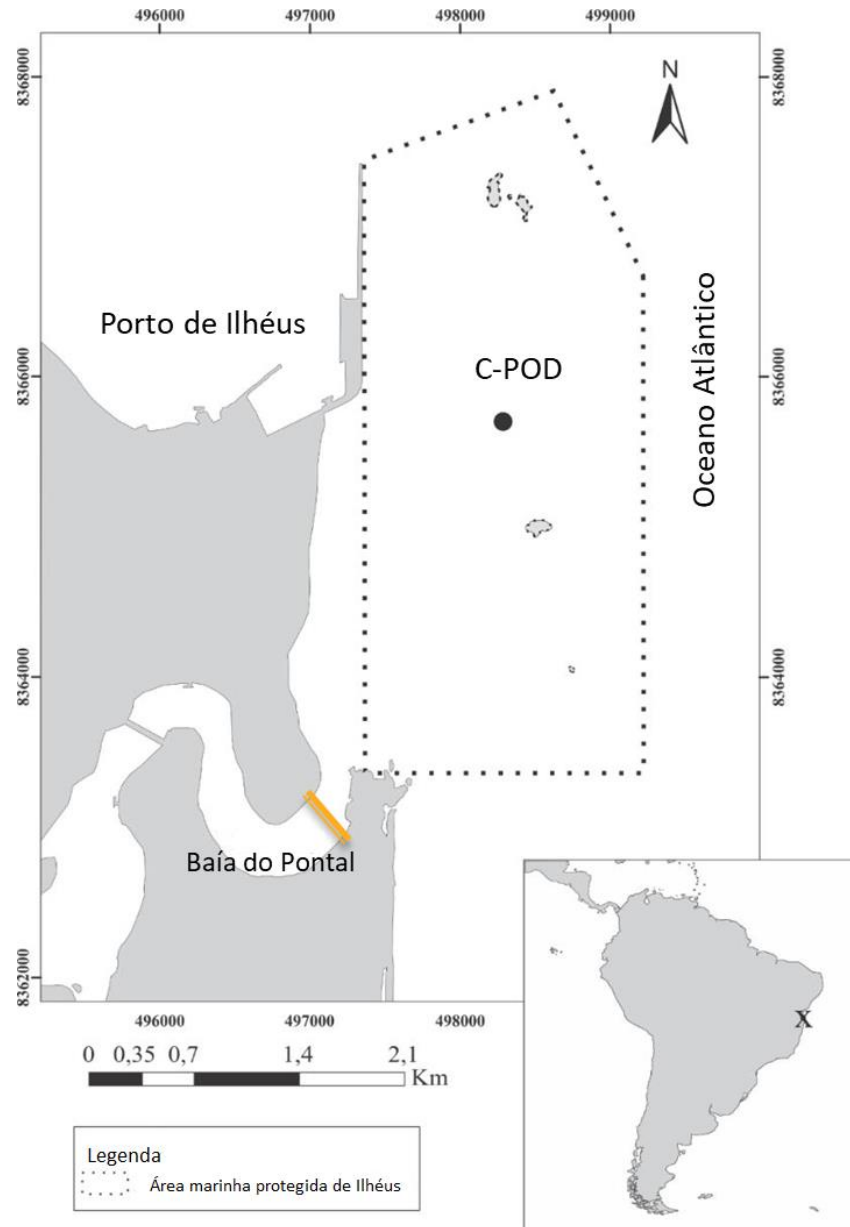 496000 497000 498000 499000
8368000 8368000
N
Porto de Ilhéus
C-POD
Oceano Atlântico
8366000 8366000
8364000 8364000
Baía do Pontal
8362000
496000 497000 498000
X
0 0,35 0,7 1,4 2,1
Km
Legenda
Área marinha protegida de Ilhéus